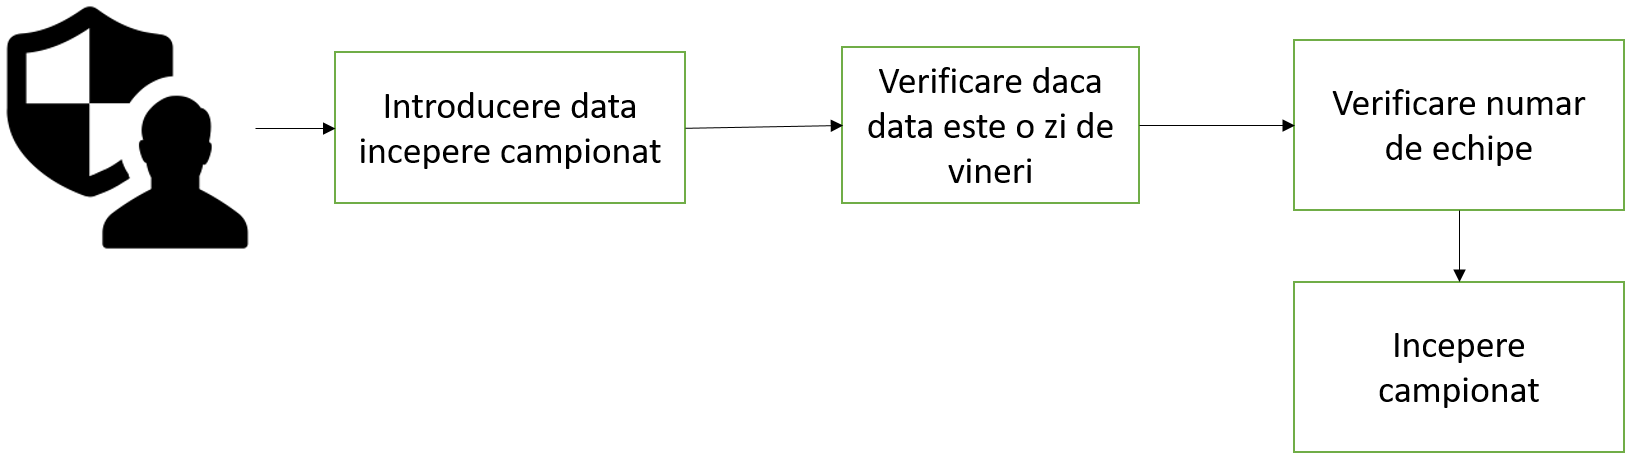 Introducere data
incepere campionat
Verificare daca
data este o zi de
vineri
Verificare numar
de echipe
Incepere
campionat